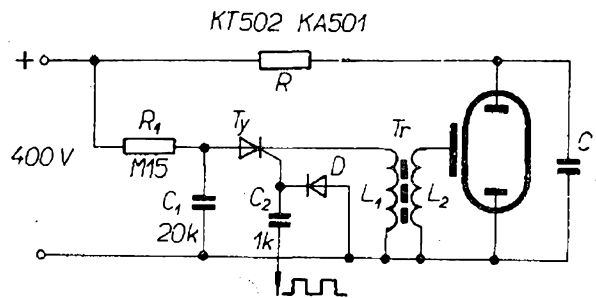 KT502 KA501
+
R
R₁
Ty
Tr
C
400 V
M15
D
C₁
C₂
L₁
L₂
20k
1k